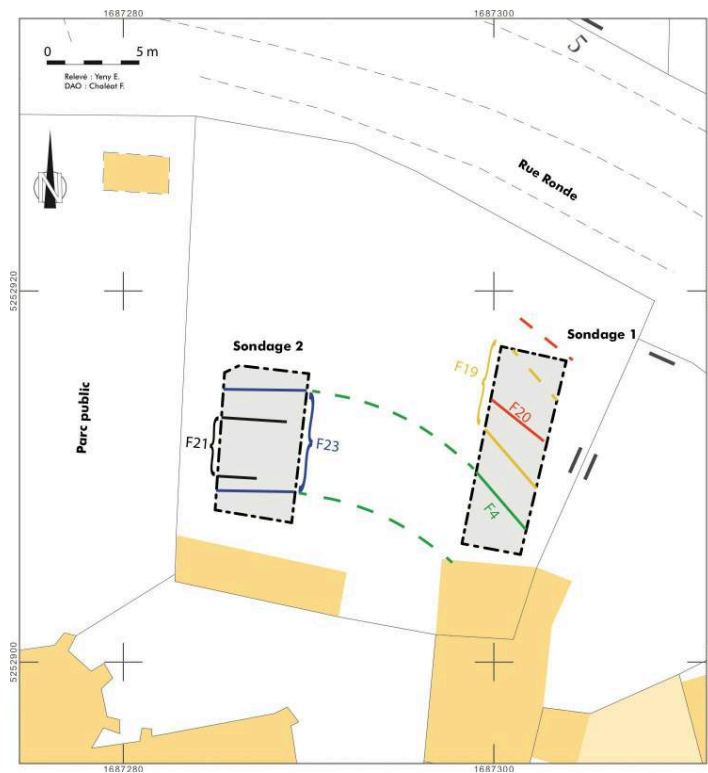 1687280
1687300
0 5 m
Relevé : Yeny E.
DAO : Chaléat F.
5
Rue Ronde
N
5252920
Sondage 1
Sondage 2
F19
F20
Parc public
F21
F23
F4
5252900
1687280
1687300